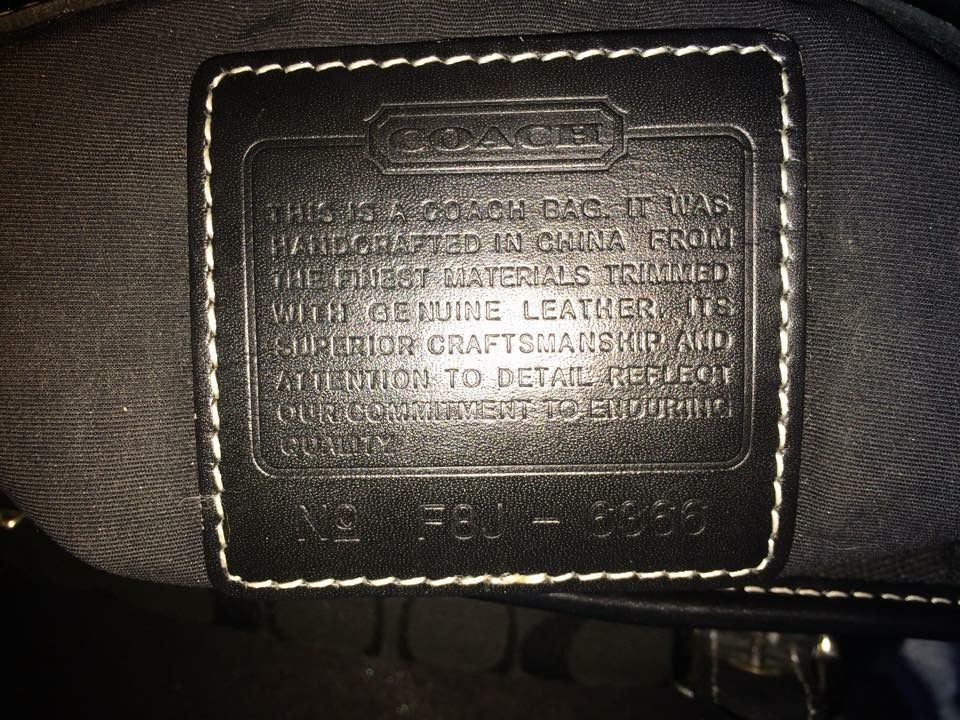 COACH
THIS IS A COACH BAG. IT WAS
HANDCRAFTED IN CHINA FROM
THE FINEST MATERIALS TRIMMED
WITH GENUINE LEATHER. ITS
SUPERIOR CRAFTSMANSHIP AND
ATTENTION TO DETAIL REFLECT
OUR COMMITMENT TO ENDURING
QUALITY.
Nº F8J - 6866